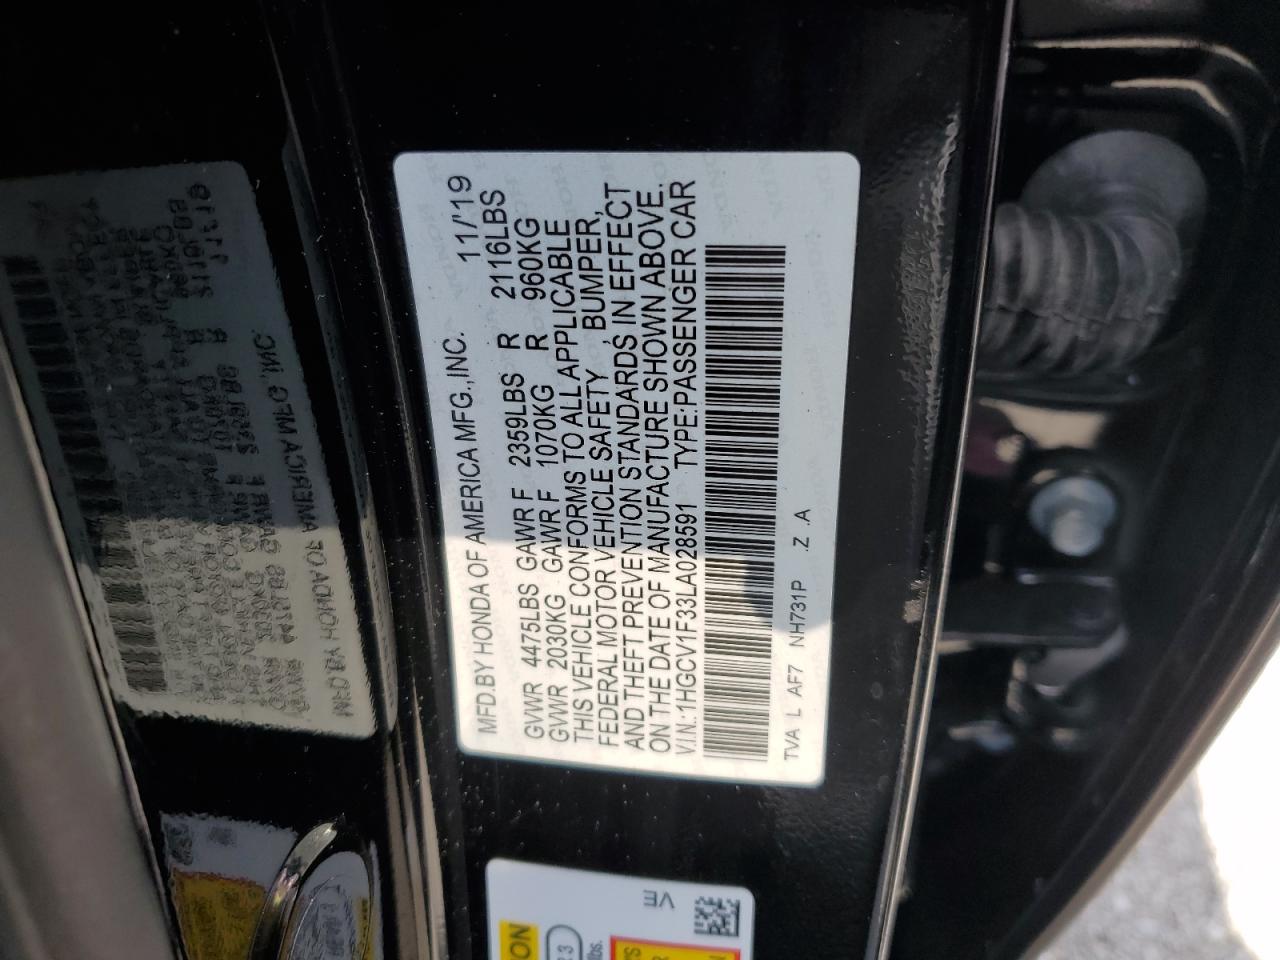 MFD.BY HONDA OF AMERICA MFG.,INC. 11/'19
GVWR 4475LBS GAWR F 2359LBS R 2116LBS
GVWR 2030KG GAWR F 1070KG R 960KG
THIS VEHICLE CONFORMS TO ALL APPLICABLE
FEDERAL MOTOR VEHICLE SAFETY, BUMPER,
AND THEFT PREVENTION STANDARDS IN EFFECT
ON THE DATE OF MANUFACTURE SHOWN ABOVE.
V.I.N.:1HGCV1F33LA028591 TYPE:PASSENGER CAR
TVA L AF7 NH731P .Z .A
VE